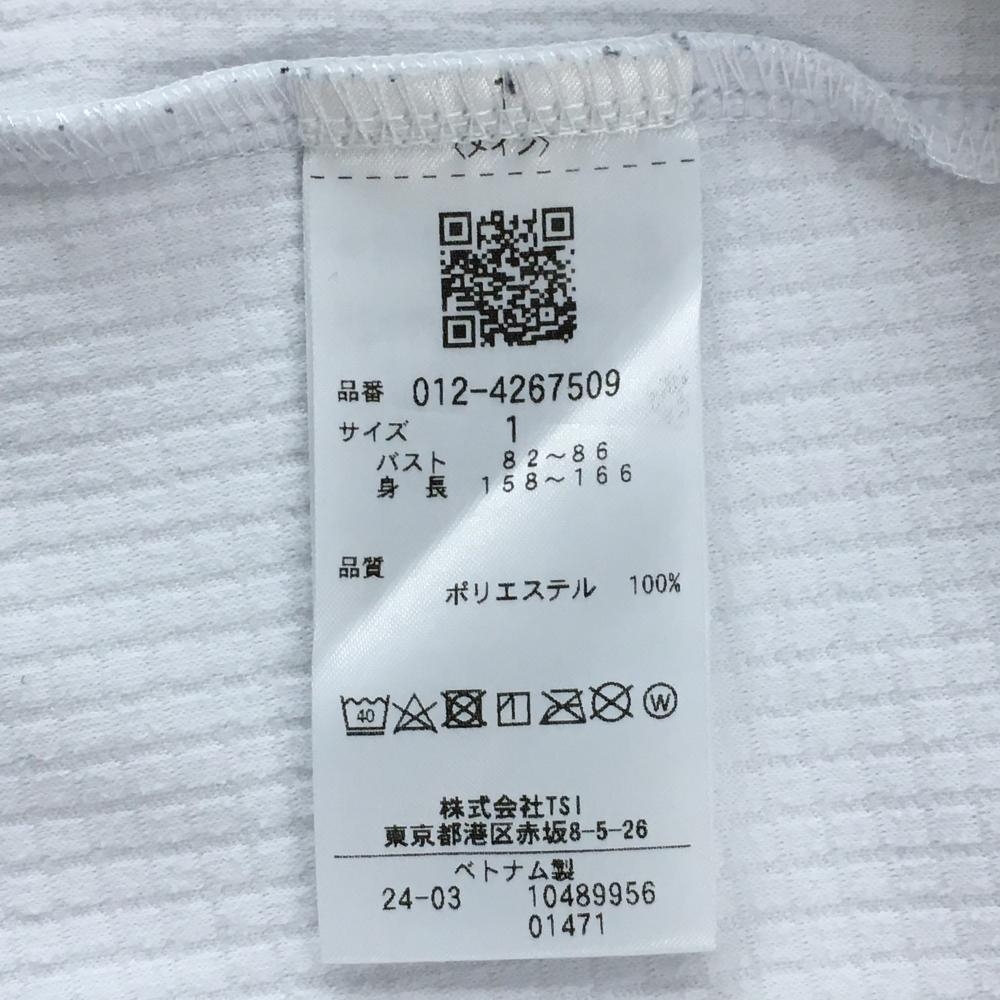 〈メイン〉
品番 012-4267509
サイズ 1
バスト 82～86
身長 158～166
品質
ポリエステル 100%
40
W
株式会社TSI
東京都港区赤坂8-5-26
ベトナム製
24-03 10489956
01471